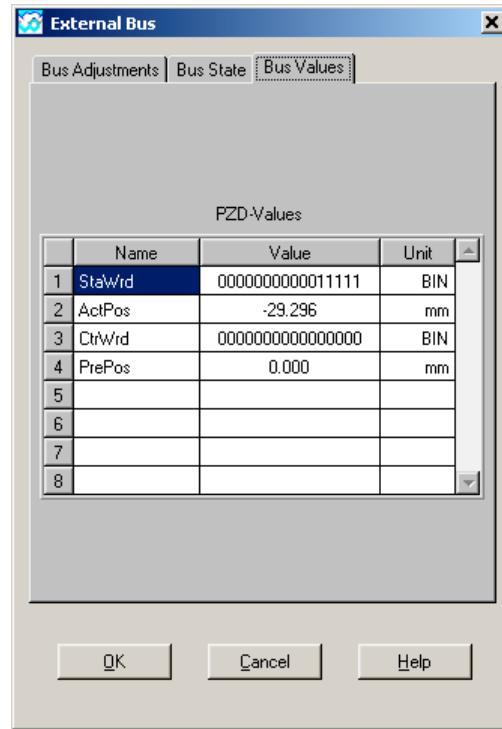 External Bus
Bus Adjustments Bus State Bus Values
PZD-Values
Name Value Unit
1 StaWrd 0000000000011111 BIN
2 ActPos -29.296 mm
3 CtrWrd 0000000000000000 BIN
4 PrePos 0.000 mm
5
6
7
8
OK Cancel Help